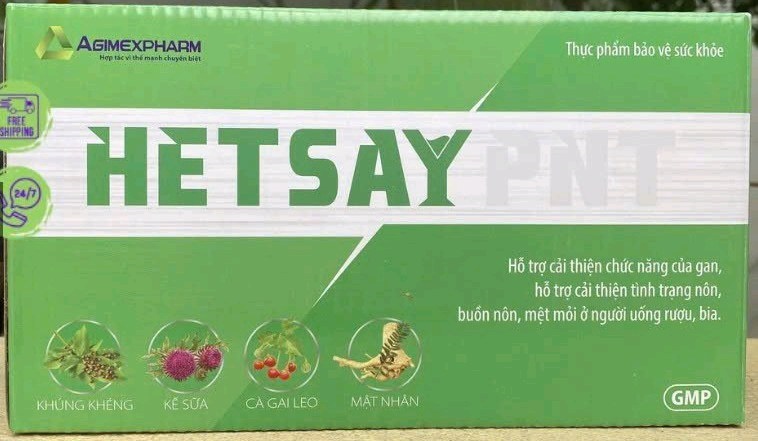 AGIMEXPHARM
Hợp tác vì thế mạnh chuyên biệt
Thực phẩm bảo vệ sức khỏe
FREE
SHIPPING
HETSAY PNT
24/7
Hỗ trợ cải thiện chức năng của gan,
hỗ trợ cải thiện tình trạng nôn,
buồn nôn, mệt mỏi ở người uống rượu, bia.
KHÚNG KHÉNG
KẾ SỮA
CÀ GAI LEO
MẬT NHÂN
GMP